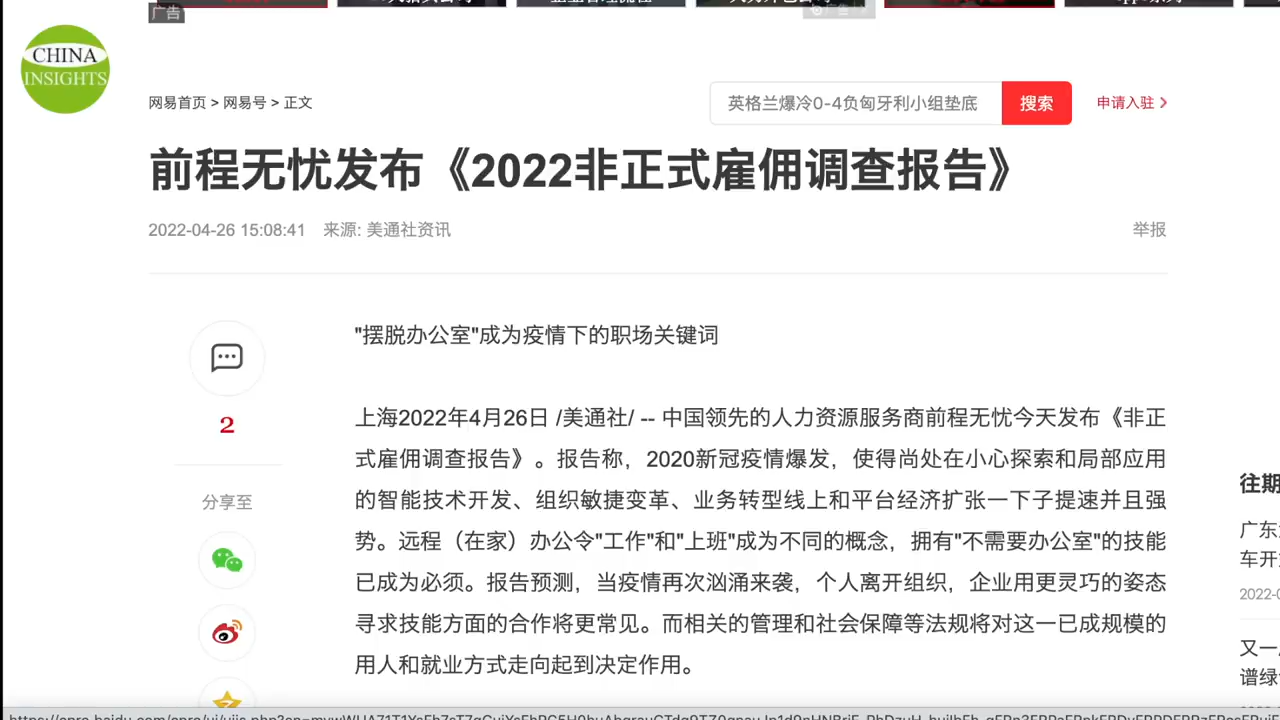 广告
CHINA
INSIGHTS
网易首页 > 网易号 > 正文
英格兰爆冷0-4负匈牙利小组垫底
搜索
申请入驻 >
前程无忧发布《2022非正式雇佣调查报告》
2022-04-26 15:08:41 来源: 美通社资讯
举报
"摆脱办公室"成为疫情下的职场关键词
2
分享至
上海2022年4月26日 /美通社/ -- 中国领先的人力资源服务商前程无忧今天发布《非正
式雇佣调查报告》。报告称，2020新冠疫情爆发，使得尚处在小心探索和局部应用
的智能技术开发、组织敏捷变革、业务转型线上和平台经济扩张一下子提速并且强
势。远程（在家）办公令"工作"和"上班"成为不同的概念，拥有"不需要办公室"的技能
已成为必须。报告预测，当疫情再次汹涌来袭，个人离开组织，企业用更灵巧的姿态
寻求技能方面的合作将更常见。而相关的管理和社会保障等法规将对这一已成规模的
用人和就业方式走向起到决定作用。
往期
广东
车开
2022-0
又一
谱绿